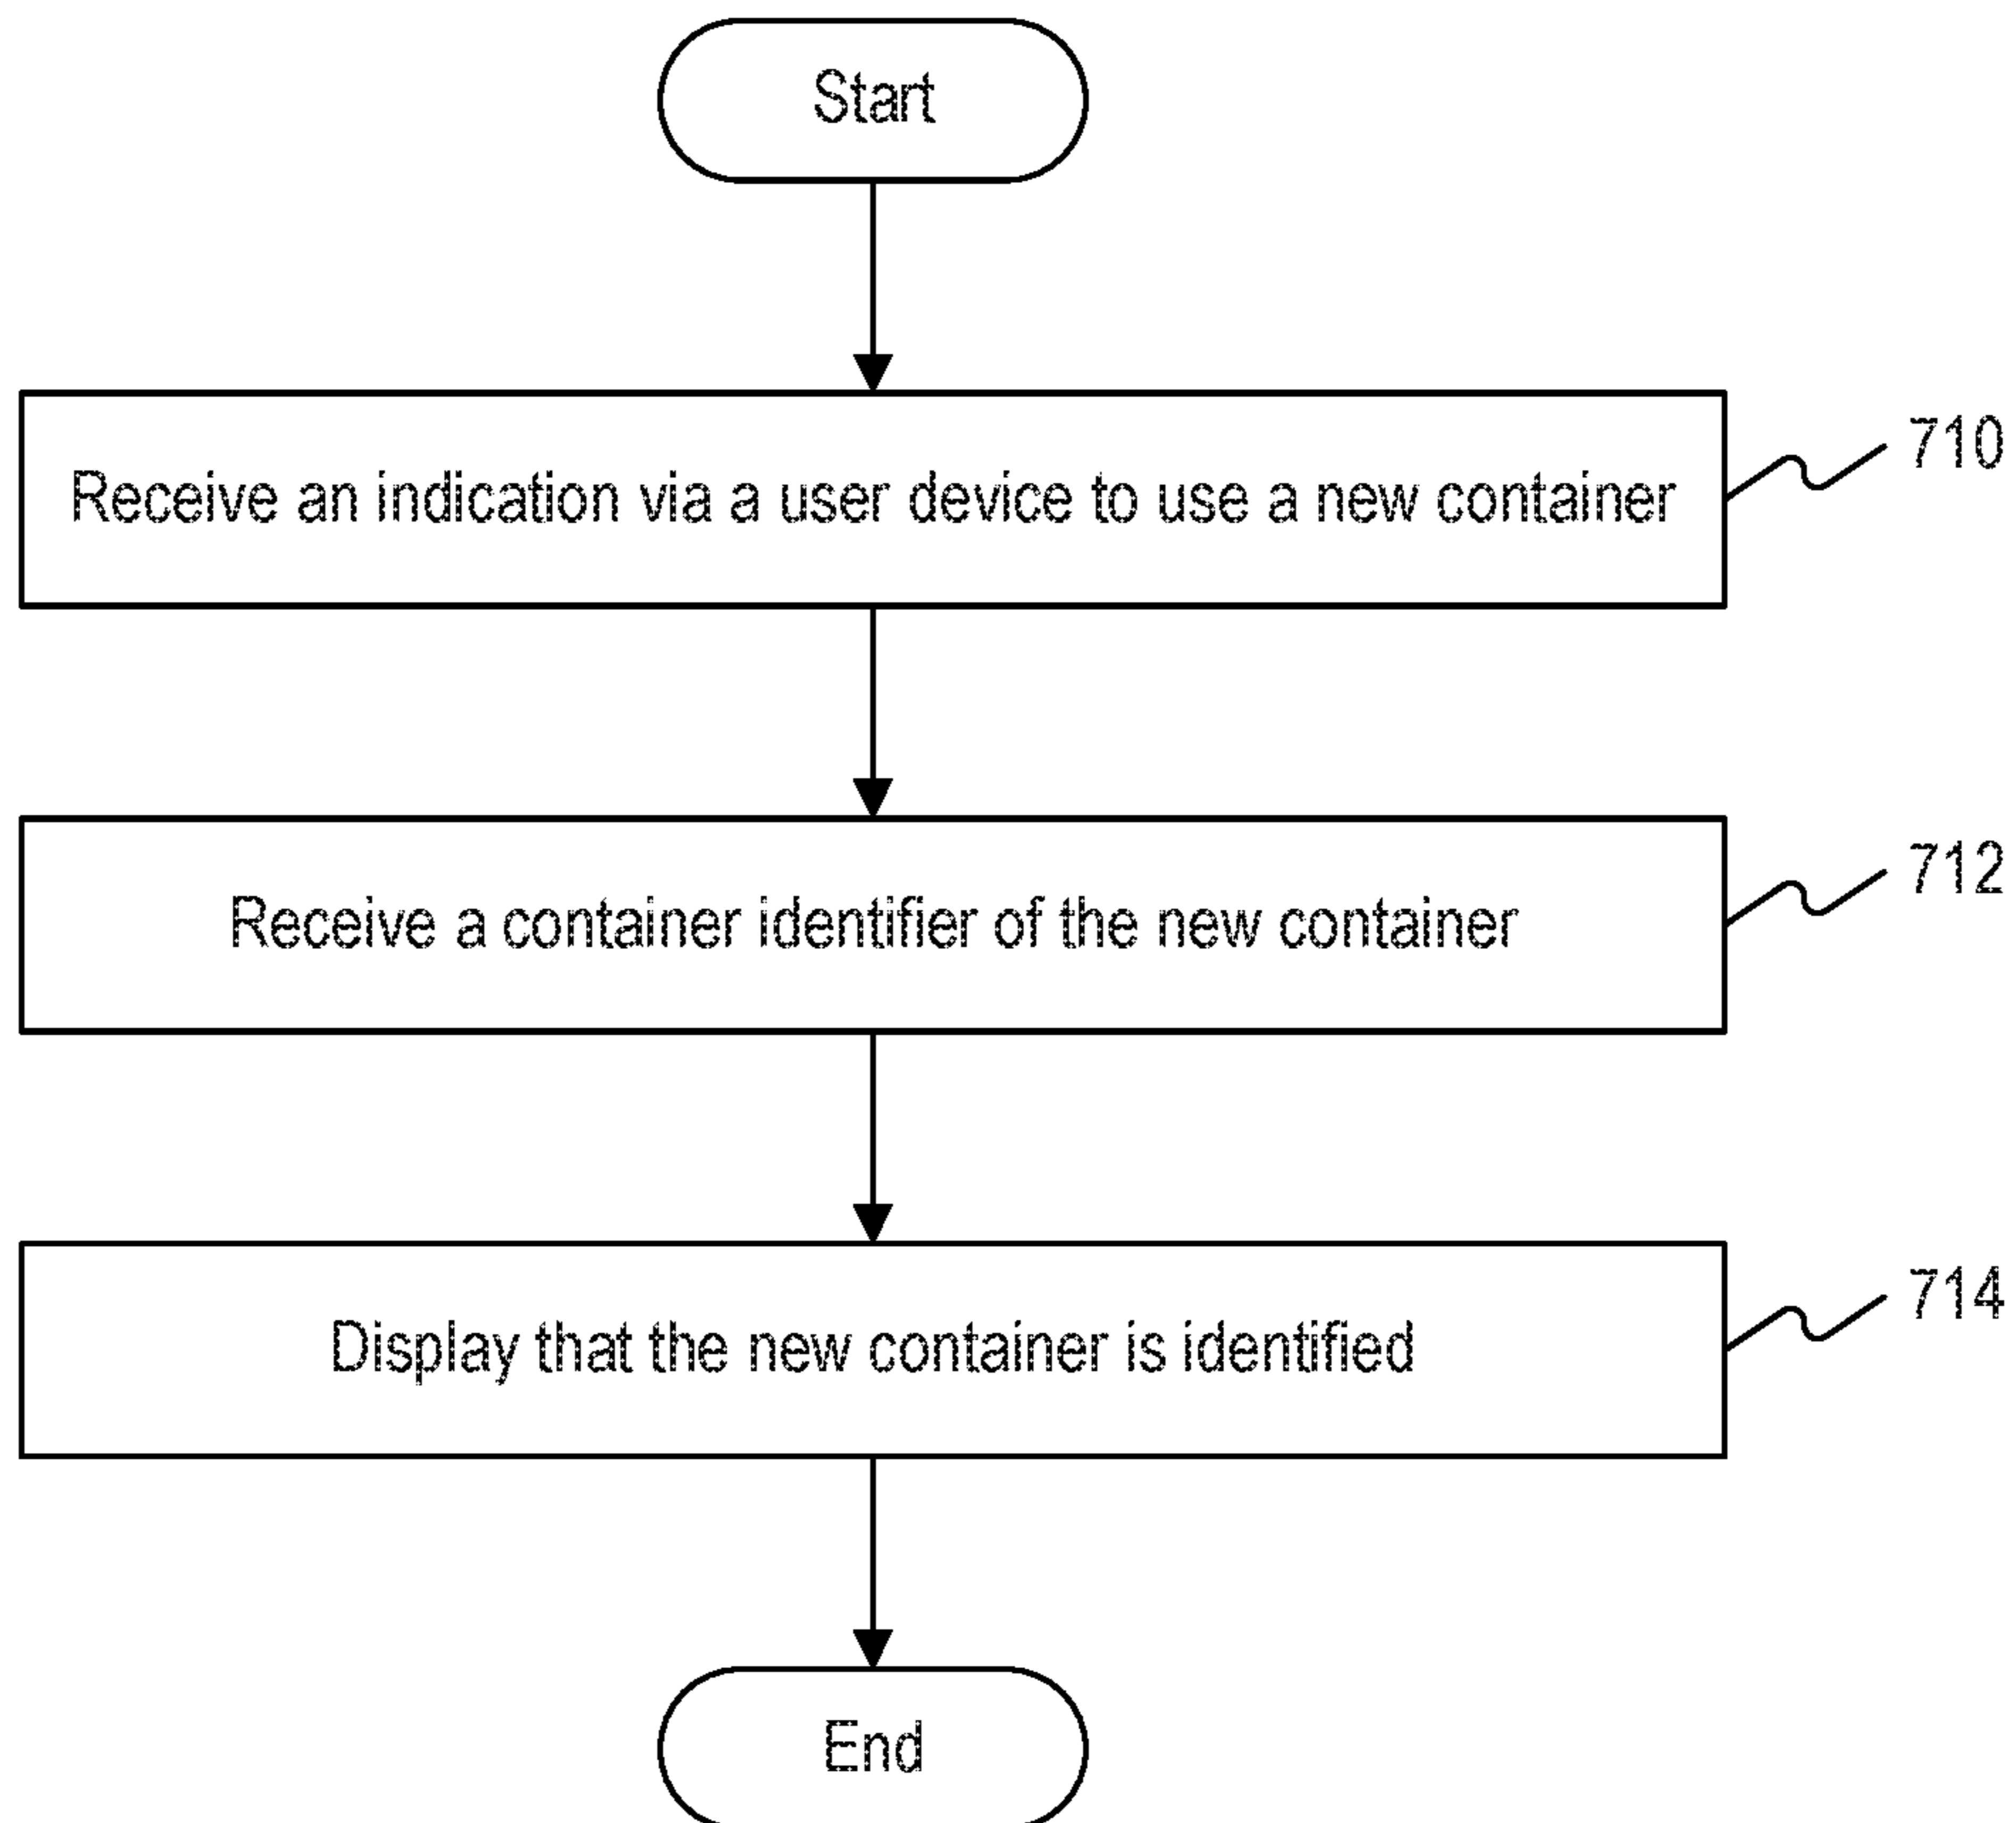 Start
Receive an indication via a user device to use a new container
710
Receive a container identifier of the new container
712
Display that the new container is identified
714
End